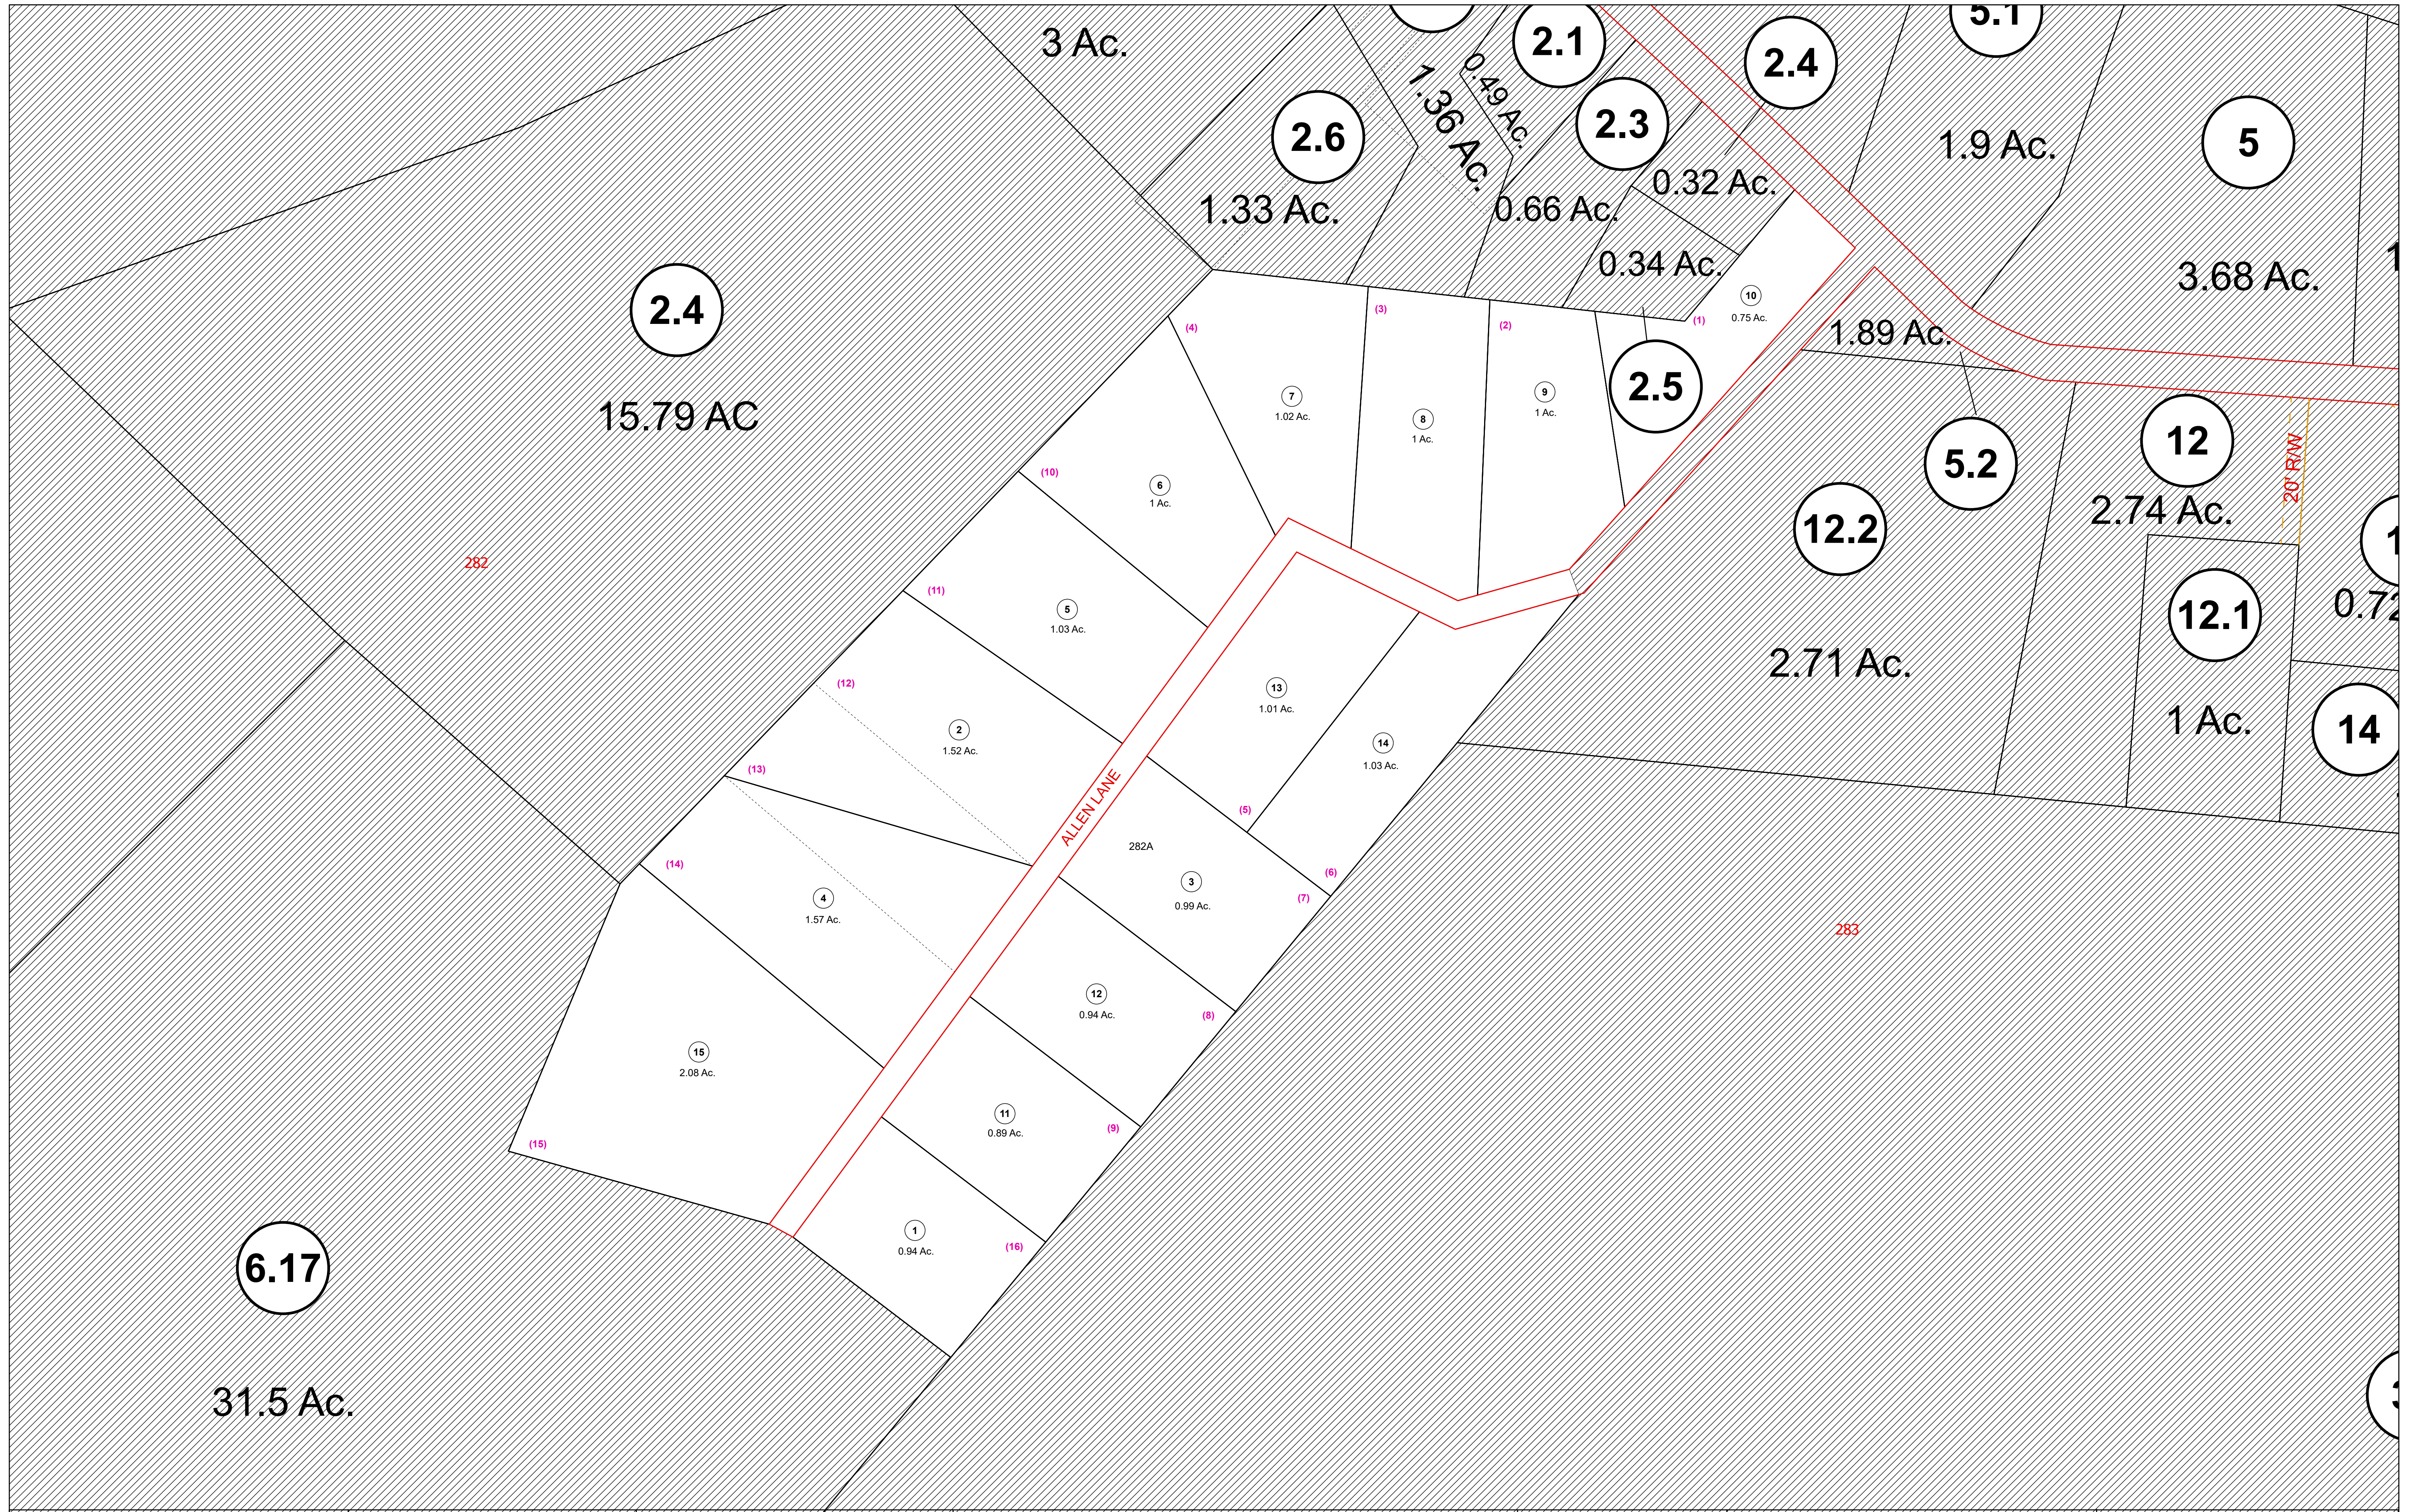 3 Ac.
2.1
2.4
5.1
0.49 Ac.
1.36 Ac.
2.6
2.3
5
1.9 Ac.
0.32 Ac.
1.33 Ac.
0.66 Ac.
0.34 Ac.
3.68 Ac.
2.4
15.79 AC
10
0.75 Ac.
(1)
(2)
(3)
(4)
1.89 Ac.
2.5
7
1.02 Ac.
8
1 Ac.
9
1 Ac.
12
20' R/W
5.2
2.74 Ac.
12.2
(10)
6
1 Ac.
282
(11)
5
1.03 Ac.
12.1
2.71 Ac.
1 Ac.
14
(12)
13
1.01 Ac.
2
1.52 Ac.
14
1.03 Ac.
(13)
ALLEN LANE
(5)
282A
(14)
(6)
3
0.99 Ac.
(7)
4
1.57 Ac.
283
12
0.94 Ac.
(8)
15
2.08 Ac.
11
0.89 Ac.
(9)
(15)
1
0.94 Ac.
(16)
6.17
31.5 Ac.